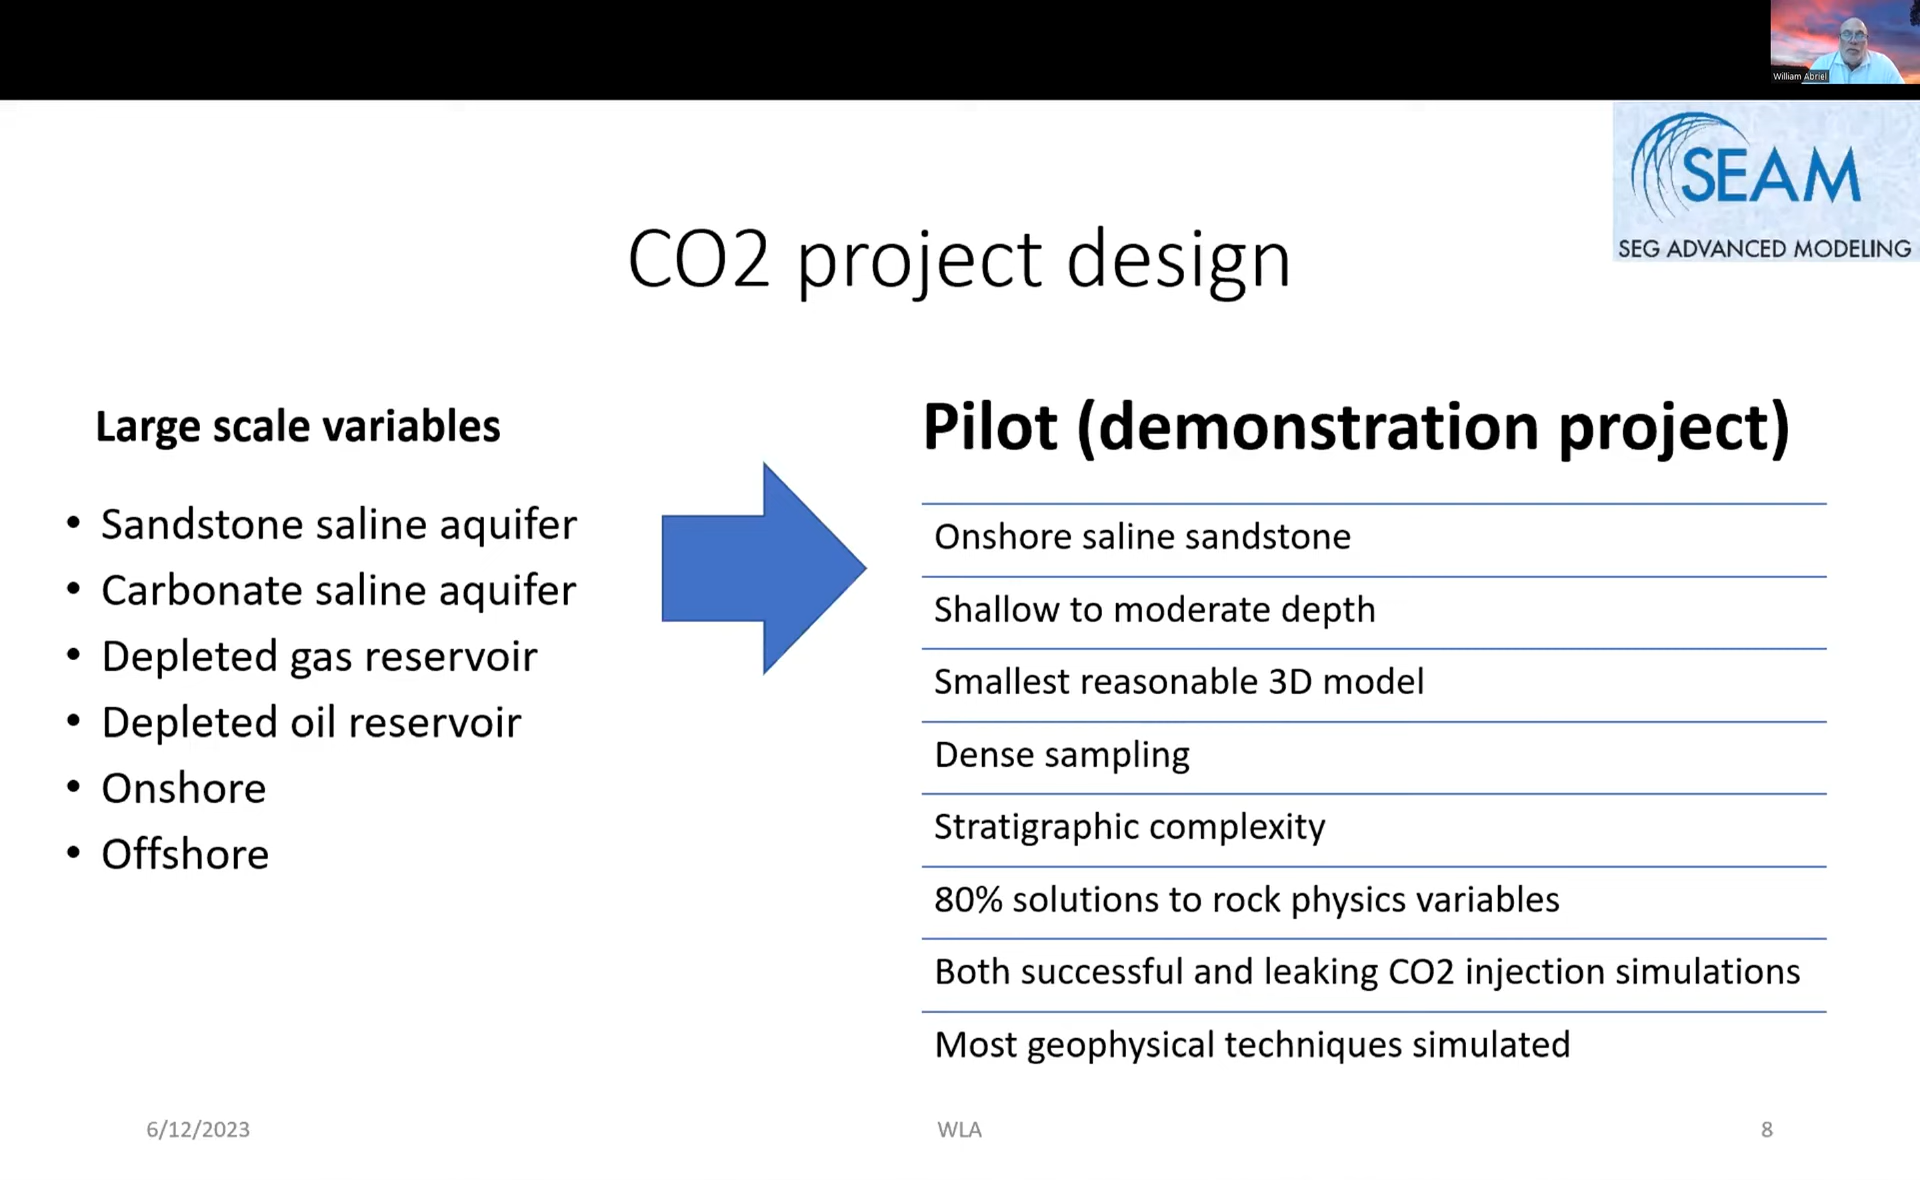 William Abriel
SEAM
SEG ADVANCED MODELING
CO2 project design
Large scale variables
• Sandstone saline aquifer
• Carbonate saline aquifer
• Depleted gas reservoir
• Depleted oil reservoir
• Onshore
• Offshore
Pilot (demonstration project)
Onshore saline sandstone
Shallow to moderate depth
Smallest reasonable 3D model
Dense sampling
Stratigraphic complexity
80% solutions to rock physics variables
Both successful and leaking CO2 injection simulations
Most geophysical techniques simulated
6/12/2023
WLA
8